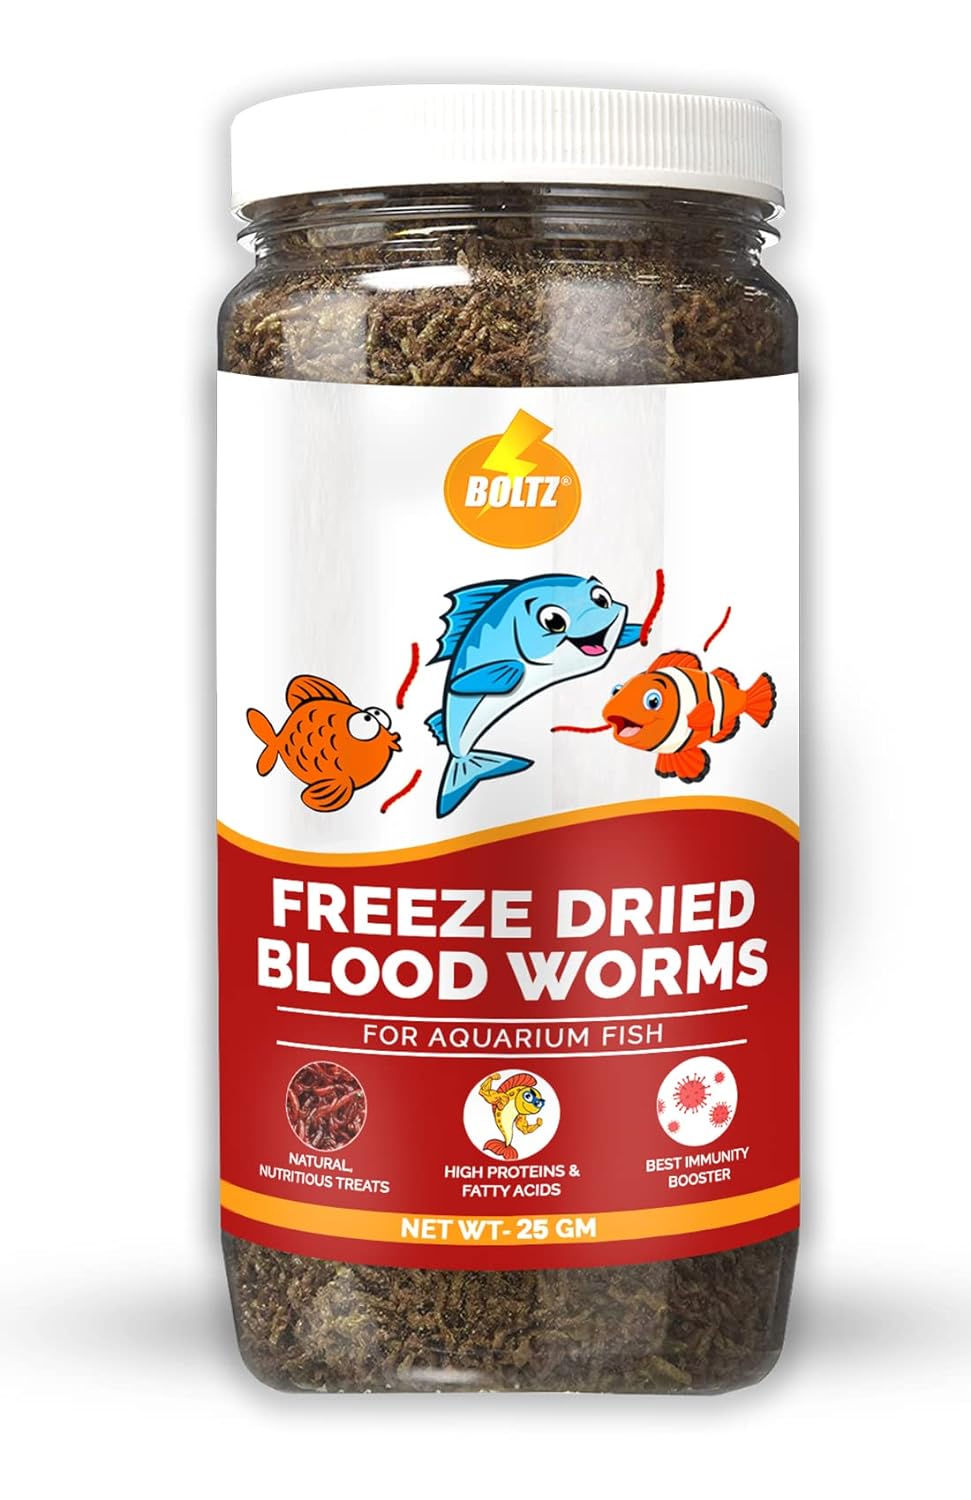 BOLTZ®
FREEZE DRIED
BLOOD WORMS
FOR AQUARIUM FISH
NATURAL,
NUTRITIOUS TREATS
HIGH PROTEINS &
FATTY ACIDS
BEST IMMUNITY
BOOSTER
NET WT- 25 GM